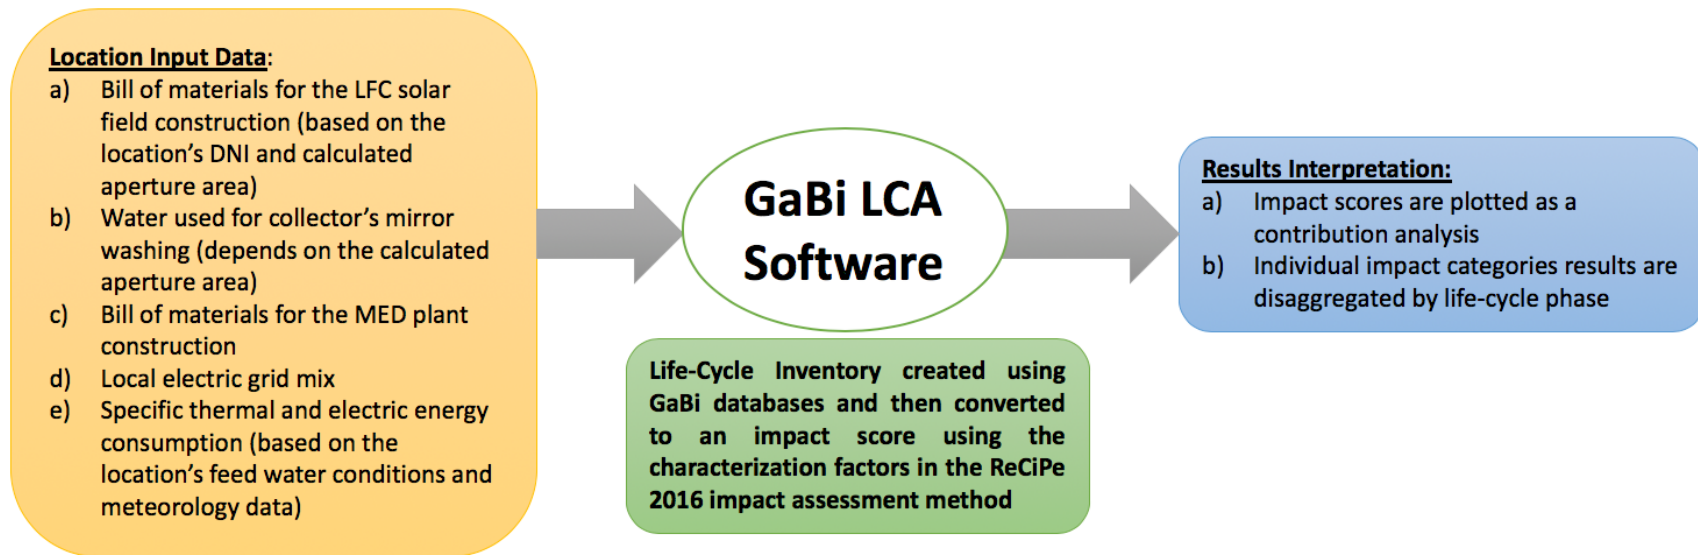 Location Input Data:
a) Bill of materials for the LFC solar
field construction (based on the
location's DNI and calculated
aperture area)
b) Water used for collector's mirror
washing (depends on the calculated
aperture area)
c) Bill of materials for the MED plant
construction
d) Local electric grid mix
e) Specific thermal and electric energy
consumption (based on the
location's feed water conditions and
meteorology data)
GaBi LCA
Software
Life-Cycle Inventory created using
GaBi databases and then converted
to an impact score using the
characterization factors in the ReCiPe
2016 impact assessment method
Results Interpretation:
a) Impact scores are plotted as a
contribution analysis
b) Individual impact categories results are
disaggregated by life-cycle phase